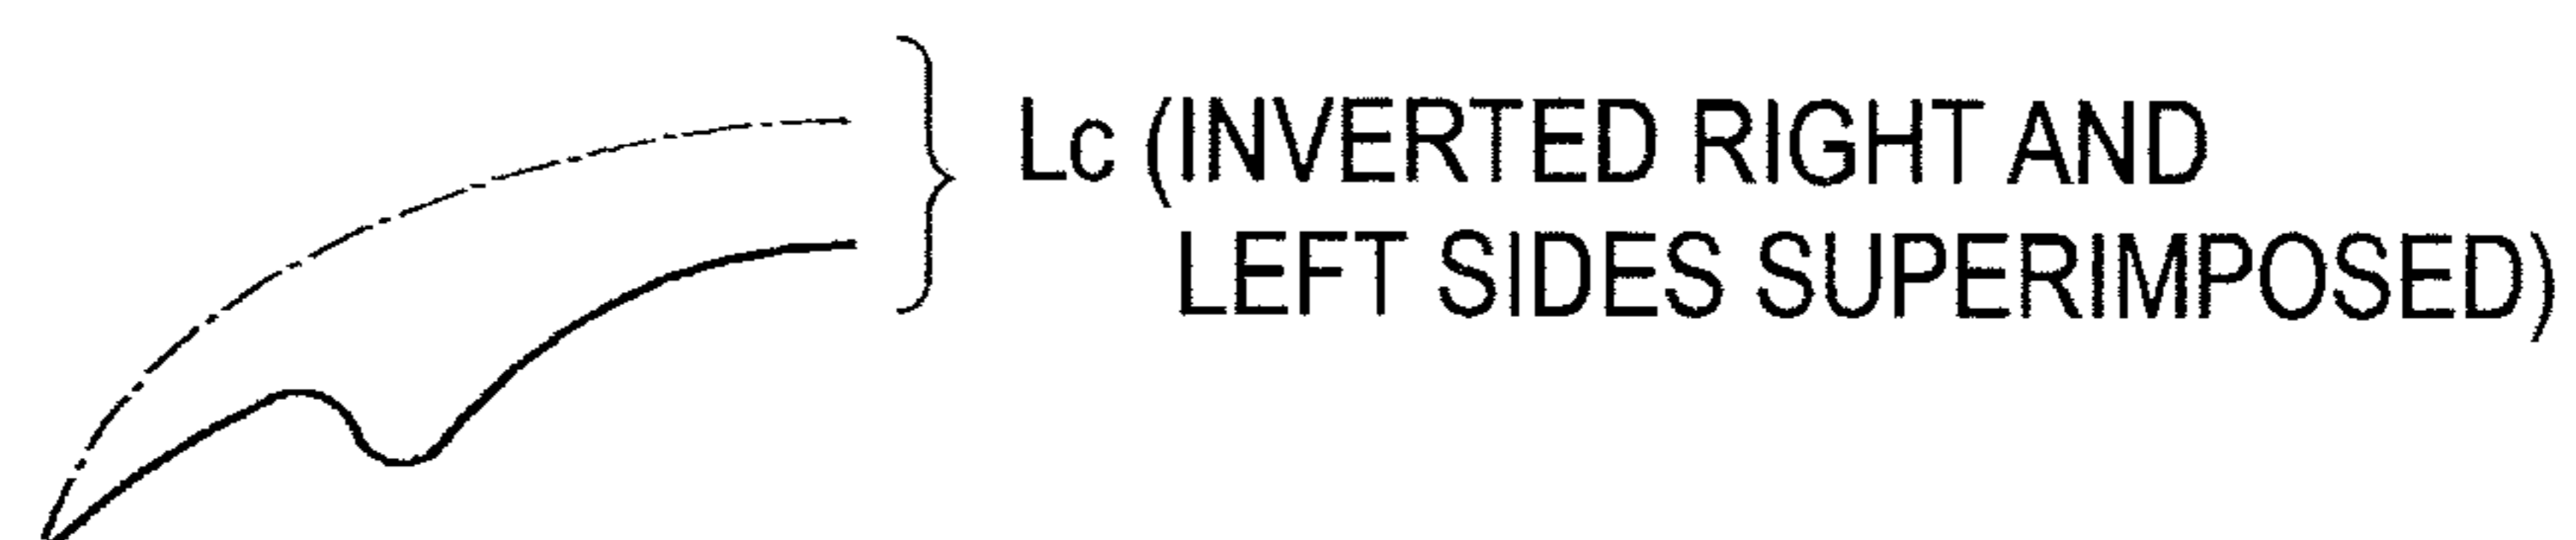 Lc (INVERTED RIGHT AND
LEFT SIDES SUPERIMPOSED)